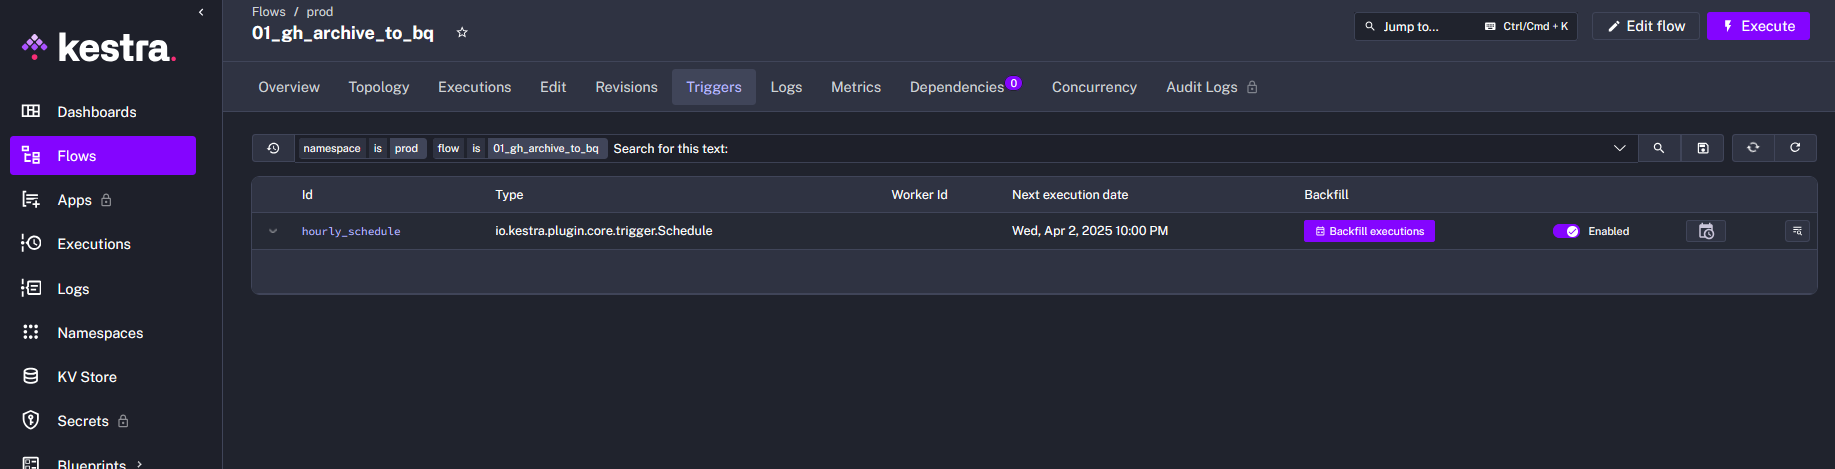 kestra.
Dashboards
Flows
Apps
Executions
Logs
Namespaces
KV Store
Secrets
Blueprints
Flows / prod
01_gh_archive_to_bq
Jump to... Ctrl/Cmd + K
Edit flow
Execute
Overview Topology Executions Edit Revisions Triggers Logs Metrics Dependencies 0 Concurrency Audit Logs
namespace is prod flow is 01_gh_archive_to_bq Search for this text:
Id Type Worker Id Next execution date Backfill
hourly_schedule io.kestra.plugin.core.trigger.Schedule Wed, Apr 2, 2025 10:00 PM Backfill executions Enabled